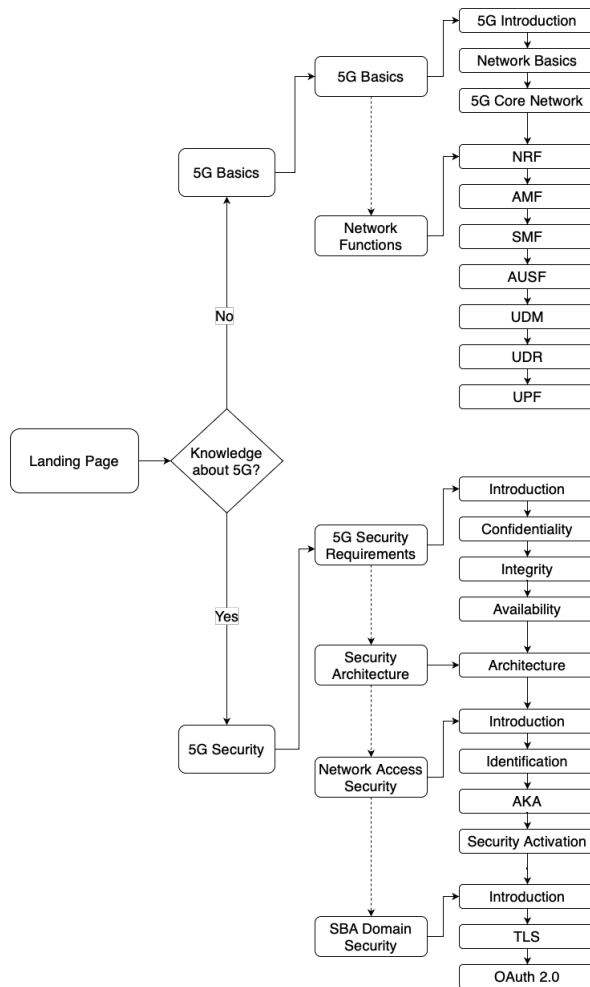 5G Introduction
Network Basics
5G Core Network
5G Basics
5G Basics
NRF
AMF
Network
Functions
SMF
AUSF
UDM
UDR
UPF
No
Landing Page
Knowledge
about 5G?
Yes
5G Security
5G Security
Requirements
Introduction
Confidentiality
Integrity
Availability
Security
Architecture
Architecture
Network Access
Security
Introduction
Identification
AKA
Security Activation
SBA Domain
Security
Introduction
TLS
OAuth 2.0